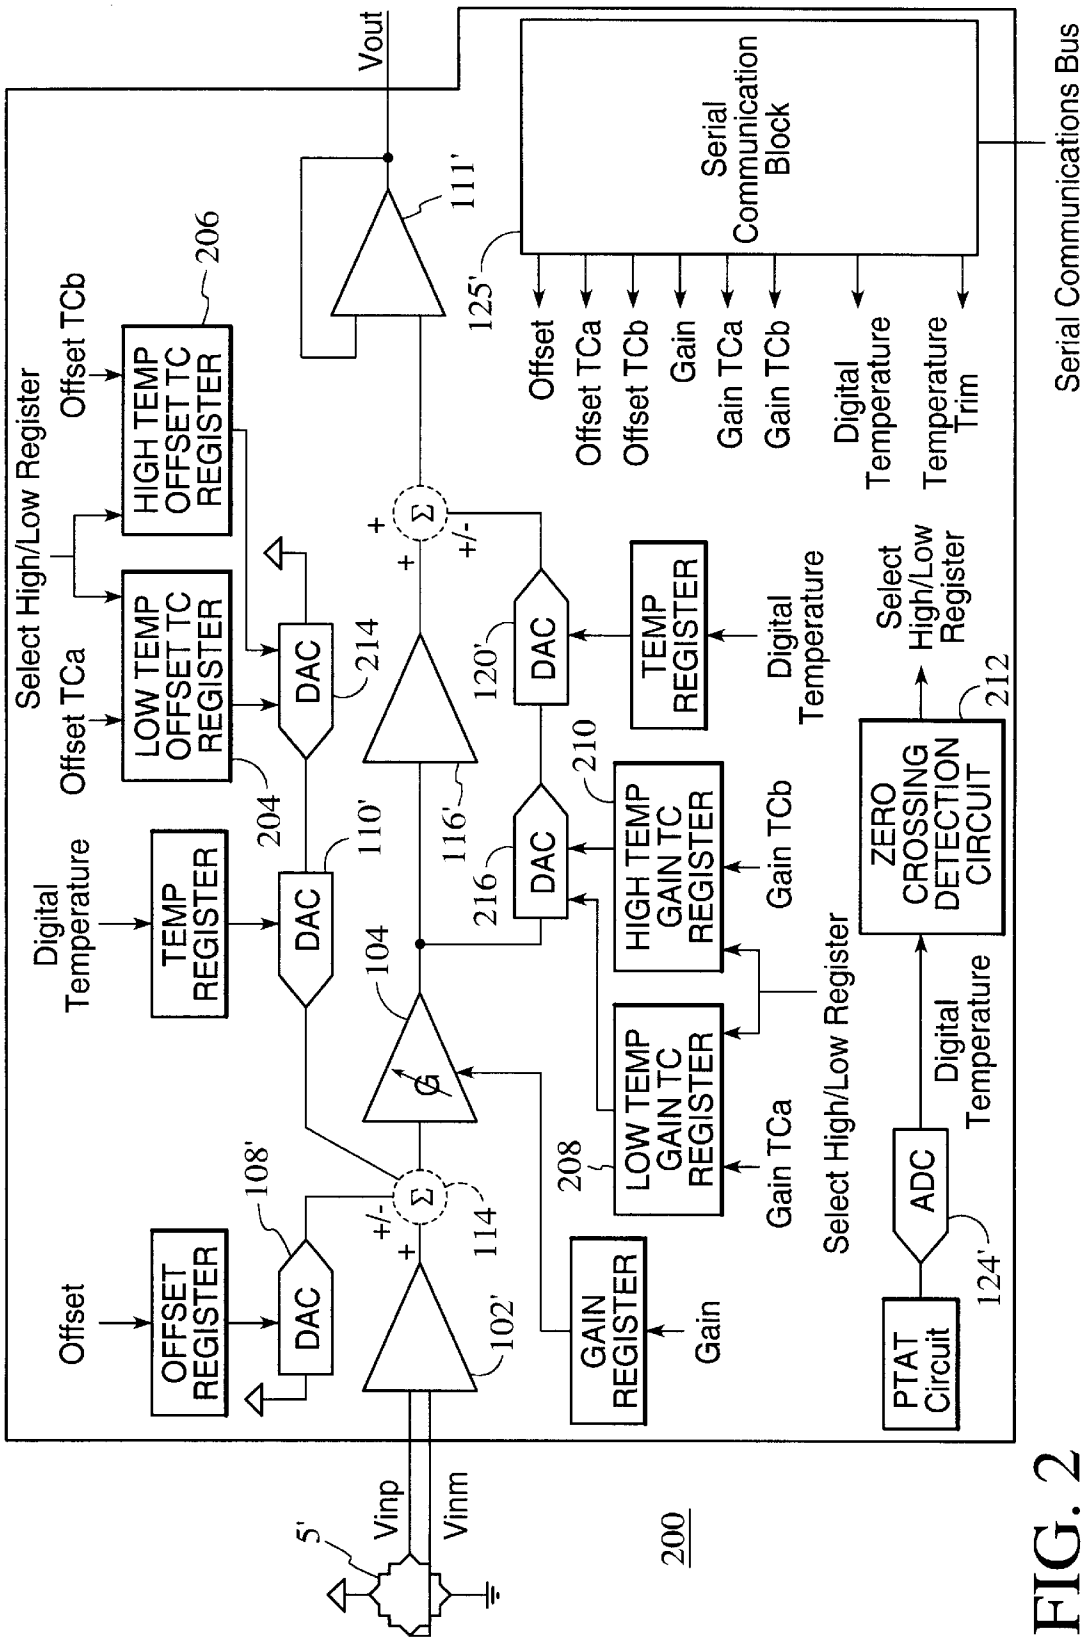 Offset
OFFSET
REGISTER
DAC
108'
Digital
Temperature
TEMP
REGISTER
DAC
110'
Select High/Low Register
Offset TCa
LOW TEMP
OFFSET TC
REGISTER
204
DAC
214
Offset TCb
HIGH TEMP
OFFSET TC
REGISTER
206
5'
Vinp
Vinm
102'
+
+/-
Σ
114
G
104
116'
+
+
Σ
+/-
111'
Vout
GAIN
REGISTER
Gain
208
LOW TEMP
GAIN TC
REGISTER
Gain TCa
216
DAC
210
HIGH TEMP
GAIN TC
REGISTER
Gain TCb
Select High/Low Register
120'
DAC
TEMP
REGISTER
Digital
Temperature
125'
Serial
Communication
Block
Offset
Offset TCa
Offset TCb
Gain
Gain TCa
Gain TCb
Digital
Temperature
Temperature
Trim
Serial Communications Bus
PTAT
Circuit
ADC
124'
Digital
Temperature
ZERO
CROSSING
DETECTION
CIRCUIT
212
Select
High/Low
Register
200
FIG. 2